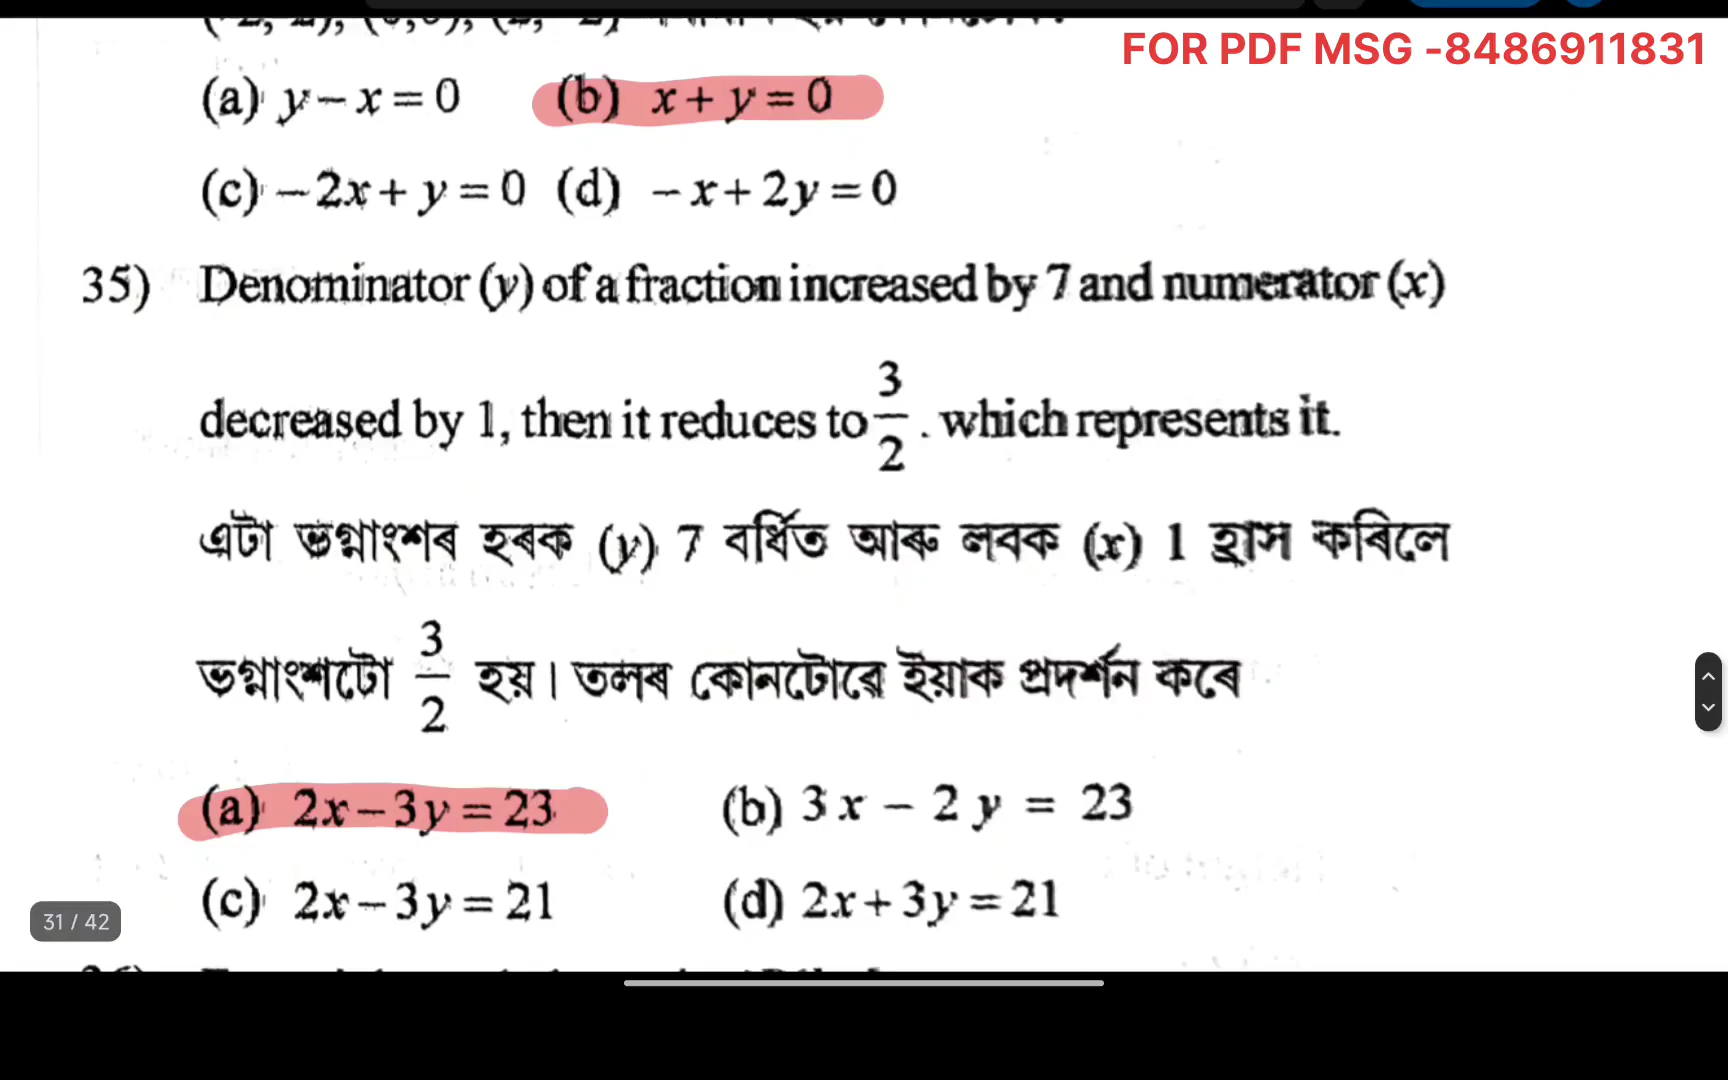 FOR PDF MSG -8486911831
(a) y − x = 0 (b) x + y = 0
(c) − 2x + y = 0 (d) − x + 2y = 0
35) Denominator (y) of a fraction increased by 7 and numerator (x)
decreased by 1, then it reduces to 3/2 . which represents it.
এটা ভগ্নাংশৰ হৰক (y) 7 বৰ্ধিত আৰু লবক (x) 1 হ্ৰাস কৰিলে
ভগ্নাংশটো 3/2 হয়। তলৰ কোনটোৱে ইয়াক প্ৰদৰ্শন কৰে
(a) 2x − 3y = 23 (b) 3x − 2y = 23
(c) 2x − 3y = 21 (d) 2x + 3y = 21
31 / 42